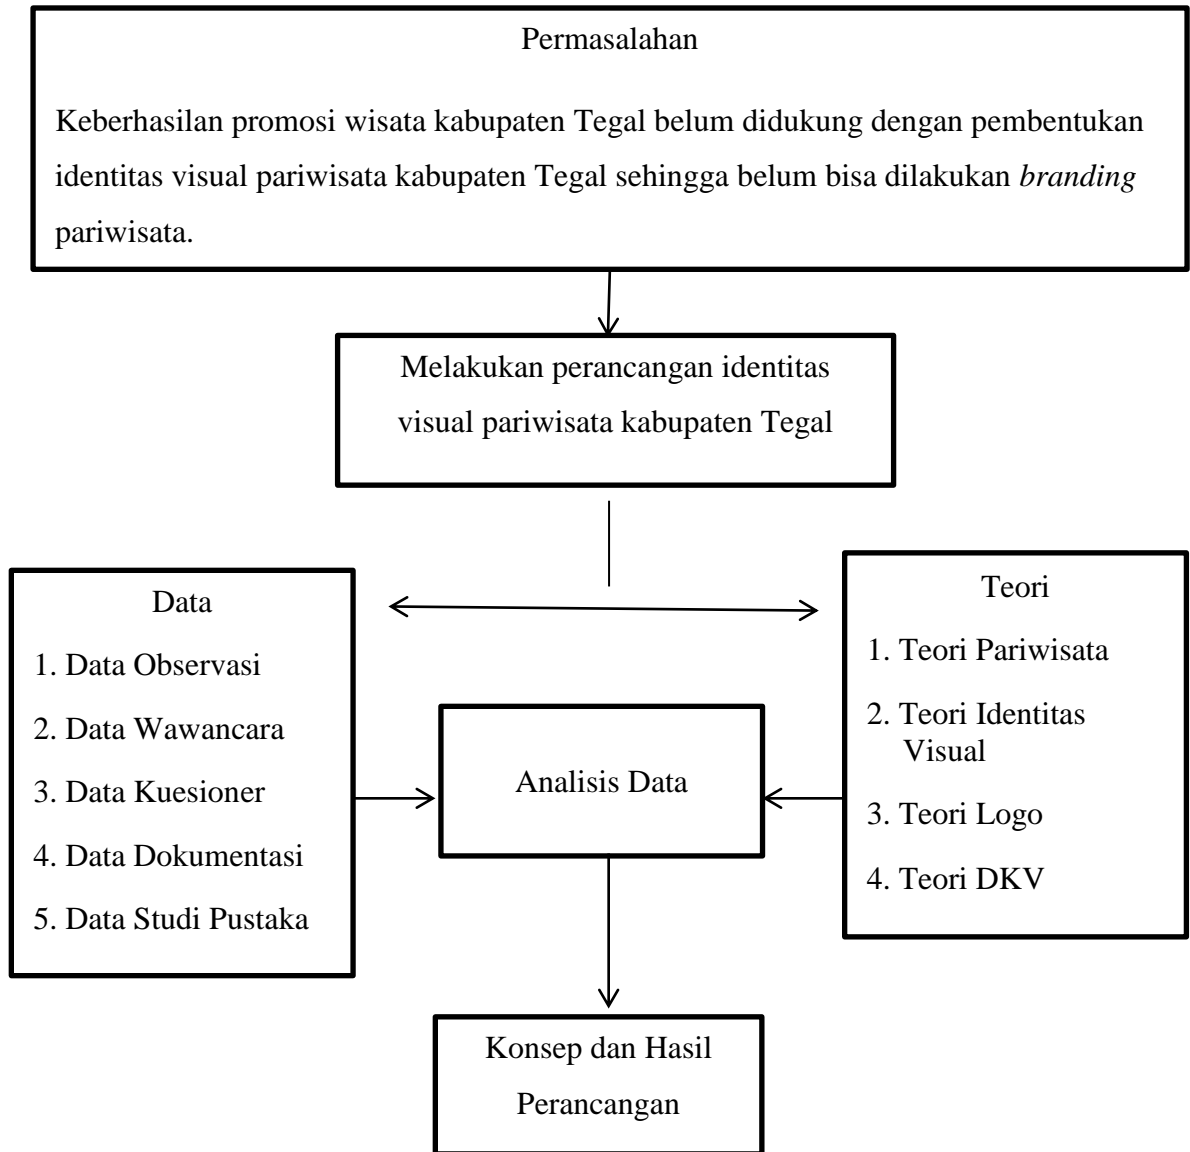 Permasalahan
Keberhasilan promosi wisata kabupaten Tegal belum didukung dengan pembentukan
identitas visual pariwisata kabupaten Tegal sehingga belum bisa dilakukan branding
pariwisata.
Melakukan perancangan identitas
visual pariwisata kabupaten Tegal
Data
1. Data Observasi
2. Data Wawancara
3. Data Kuesioner
4. Data Dokumentasi
5. Data Studi Pustaka
Analisis Data
Teori
1. Teori Pariwisata
2. Teori Identitas
Visual
3. Teori Logo
4. Teori DKV
Konsep dan Hasil
Perancangan